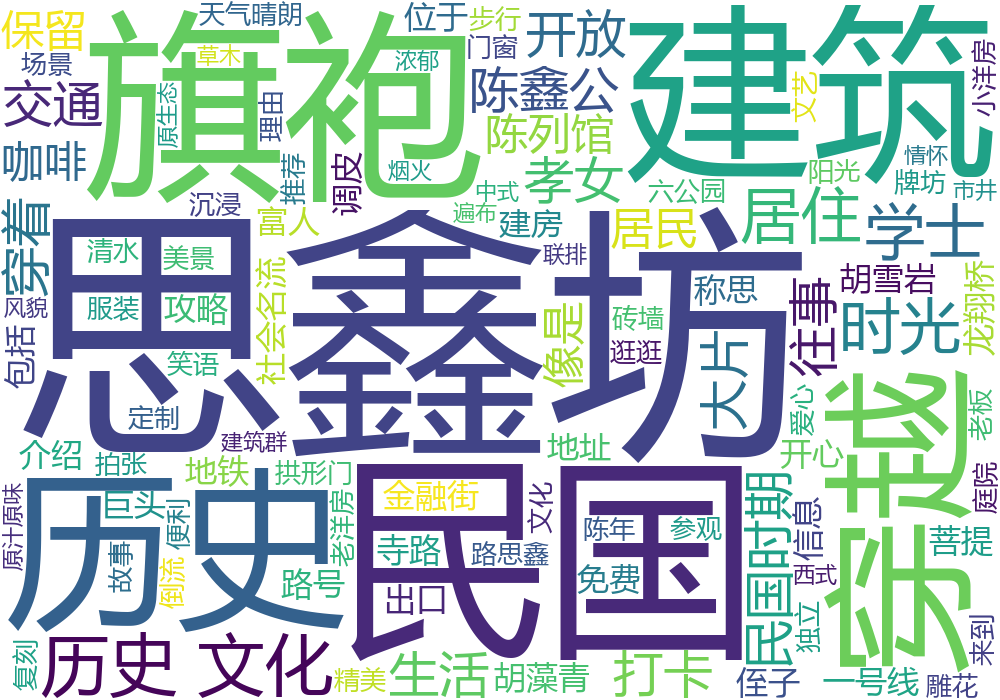 保留
天气晴朗
位于
步行
开放
旗袍
建筑
场景
草木
浓郁
门窗
小洋房
交通
原生态
理由
陈鑫公
文艺
咖啡
推荐
调皮
烟火
陈列馆
孝女
六公园
阳光
情怀
牌坊
市井
沉浸
富人
中式
遍布
建房
居民
居住
学士
穿着
清水
美景
思鑫坊
联排
称思
胡雪岩
龙翔桥
风貌
服装
攻略
社会名流
像是
砖墙
逛逛
大片
往事
时光
包括
笑语
定制
建筑群
爱心
穿越
老板
介绍
拍张
地铁
拱形门
地址
开心
庭院
历史
民国
金融街
文化
民国时期
信息
原汁原味
巨头
便利
老洋房
陈年
参观
菩提
故事
倒流
路号
寺路
路思鑫
出口
免费
西式
独立
来到
复刻
历史 文化
精美
生活
胡藻青
打卡
侄子
一号线
雕花